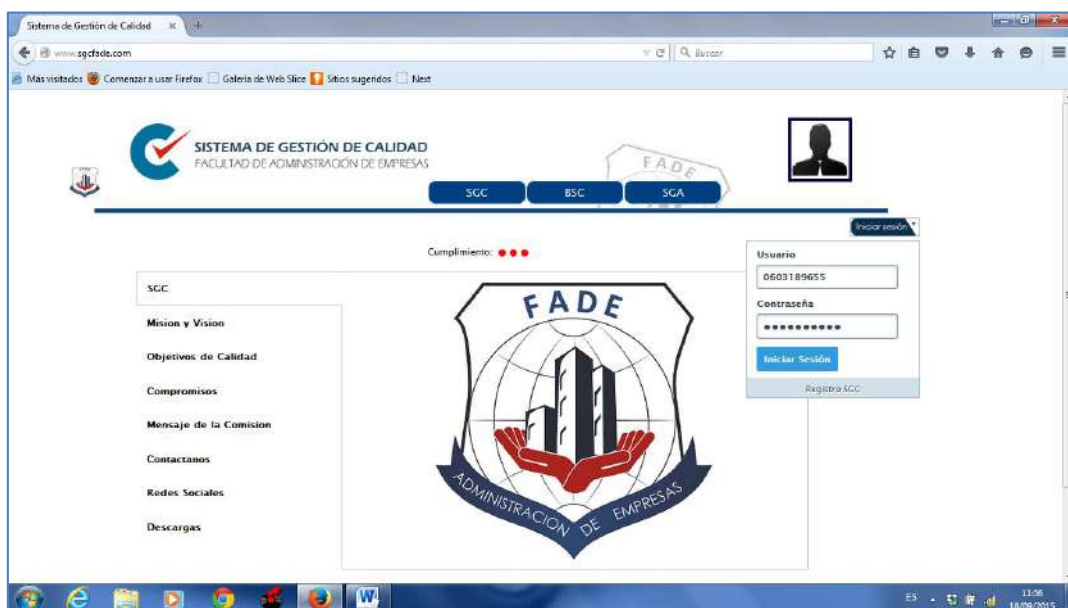 Sistema de Gestión de Calidad
www.sgcfade.com
Buscar
Más visitados Comenzar a usar Firefox Galería de Web Slice Sitios sugeridos Next
SISTEMA DE GESTIÓN DE CALIDAD
FACULTAD DE ADMINISTRACIÓN DE EMPRESAS
FADE
SGC BSC SGA
Iniciar sesión
Cumplimiento:
Usuario
0603189655
Contraseña
Iniciar Sesión
Registro SGC
SGC
Mision y Vision
Objetivos de Calidad
Compromisos
Mensaje de la Comision
Contactanos
Redes Sociales
Descargas
FADE
ADMINISTRACION DE EMPRESAS
ES
11:56
18/09/2015